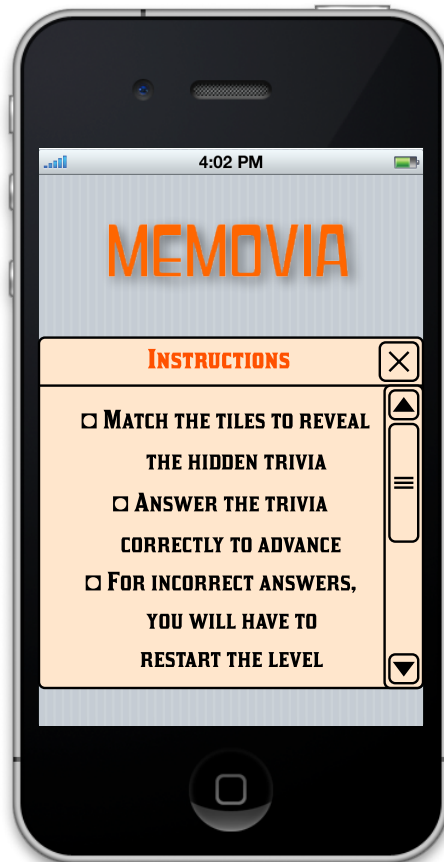 4:02 PM
MEMOVIA
INSTRUCTIONS
MATCH THE TILES TO REVEAL
THE HIDDEN TRIVIA
ANSWER THE TRIVIA
CORRECTLY TO ADVANCE
FOR INCORRECT ANSWERS,
YOU WILL HAVE TO
RESTART THE LEVEL